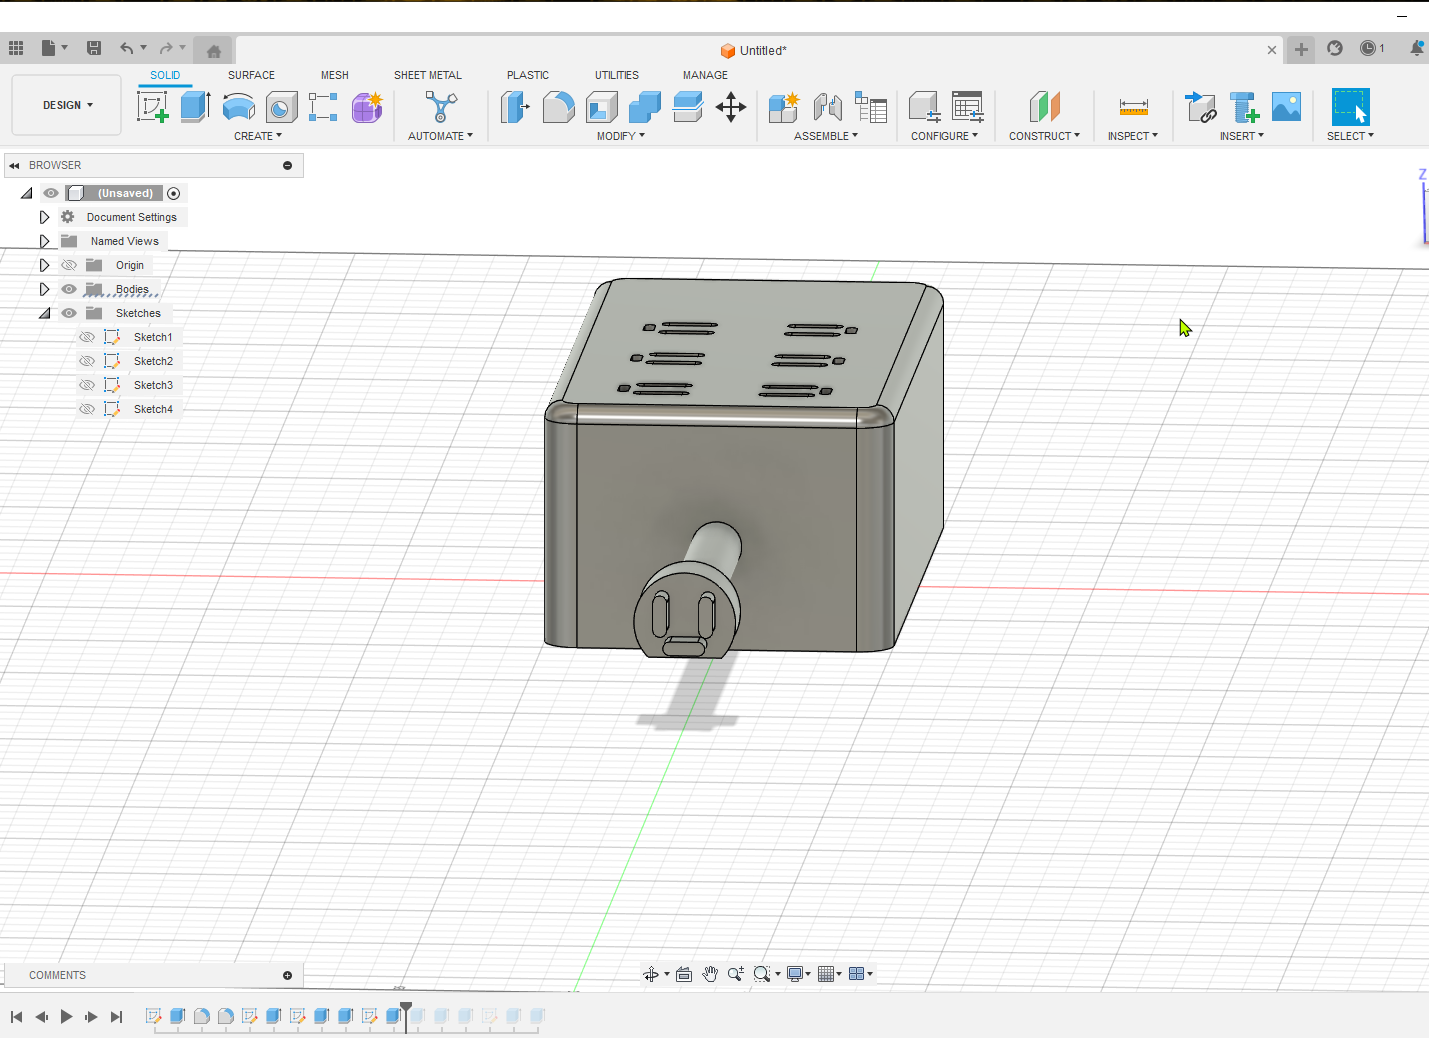 Untitled*
1
SOLID SURFACE MESH SHEET METAL PLASTIC UTILITIES MANAGE
DESIGN
CREATE AUTOMATE MODIFY ASSEMBLE CONFIGURE CONSTRUCT INSPECT INSERT SELECT
BROWSER
(Unsaved)
Document Settings
Named Views
Origin
Bodies
Sketches
Sketch1
Sketch2
Sketch3
Sketch4
Z
COMMENTS